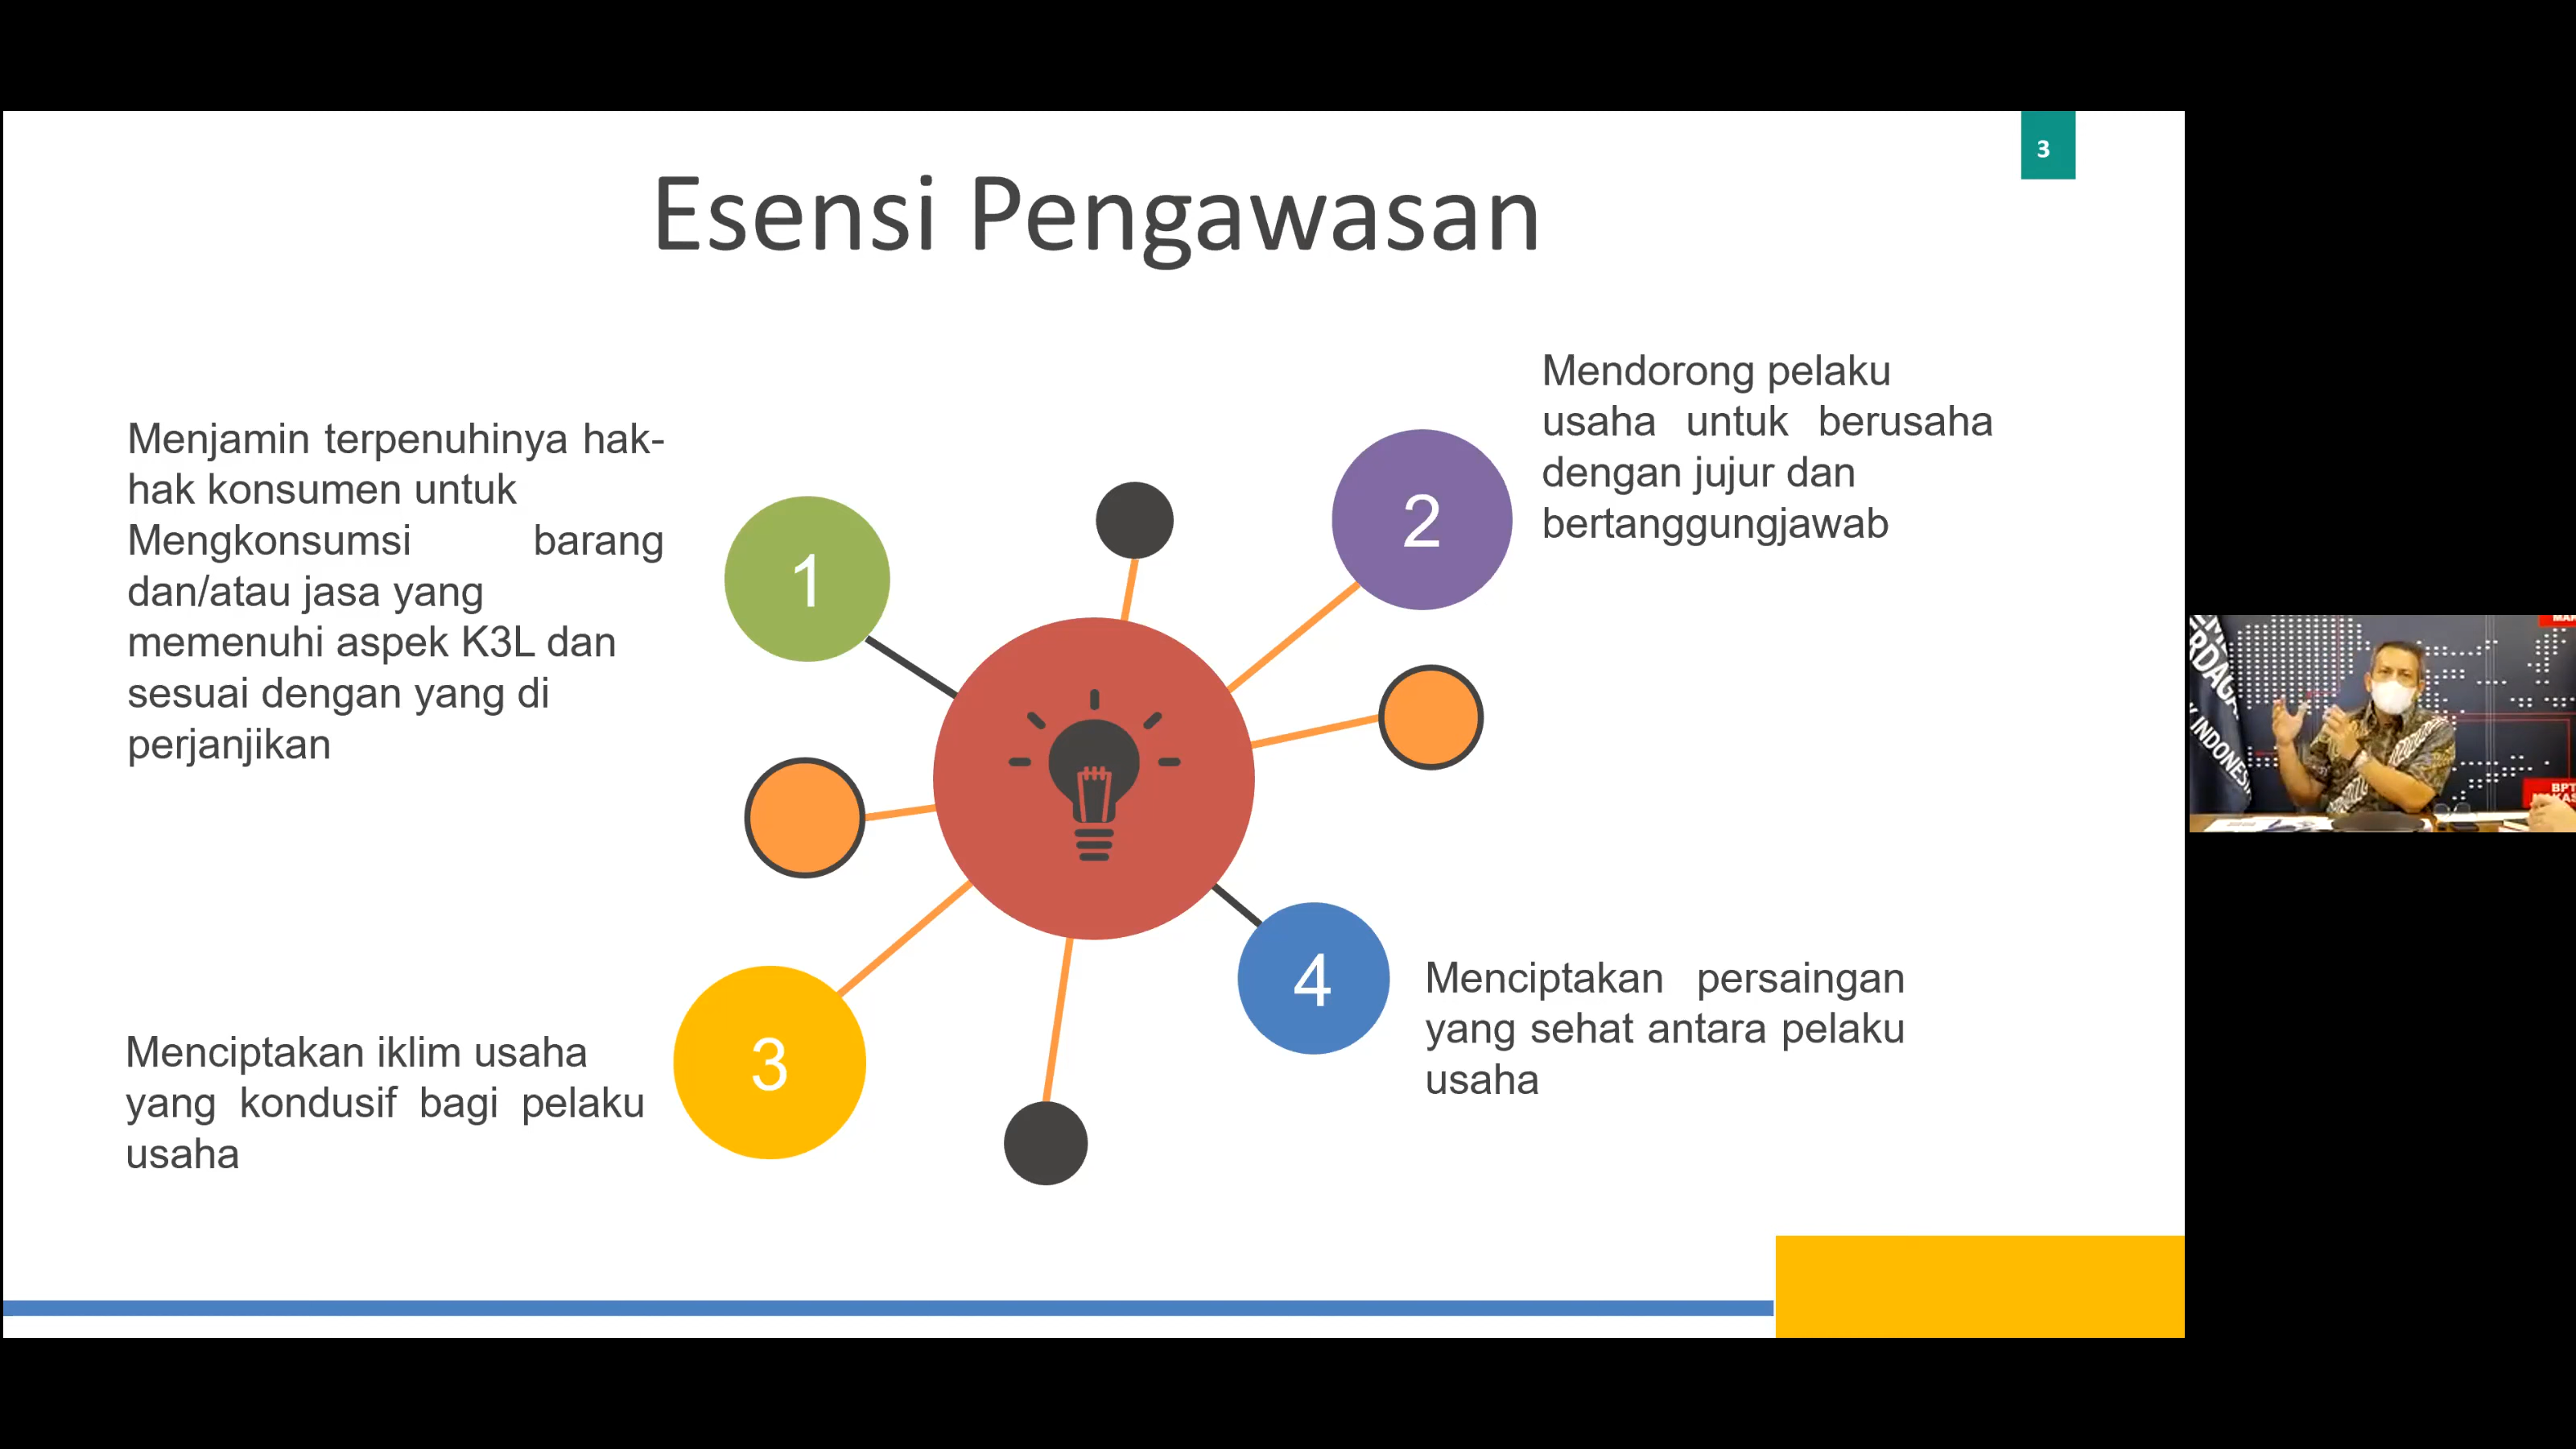 3
Esensi Pengawasan
Menjamin terpenuhinya hak-
hak konsumen untuk
Mengkonsumsi barang
dan/atau jasa yang
memenuhi aspek K3L dan
sesuai dengan yang di
perjanjikan
1
2
Mendorong pelaku
usaha untuk berusaha
dengan jujur dan
bertanggungjawab
3
Menciptakan iklim usaha
yang kondusif bagi pelaku
usaha
4
Menciptakan persaingan
yang sehat antara pelaku
usaha
INDONESI
BPT